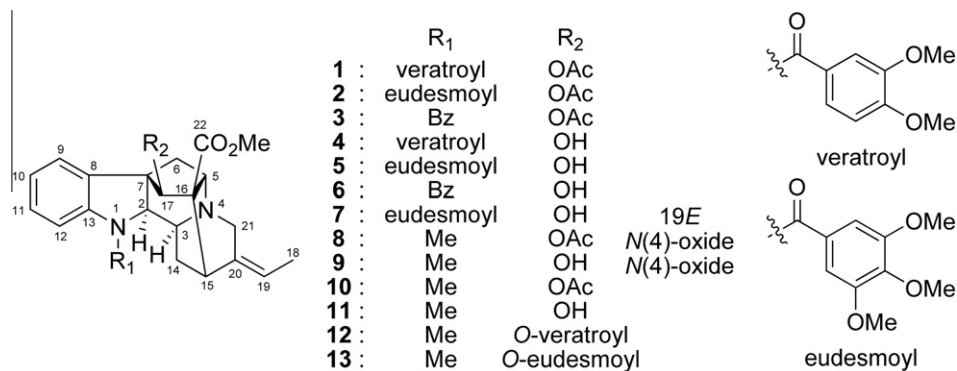 R1 R2
1 : veratroyl OAc
2 : eudesmoyl OAc
3 : Bz OAc
4 : veratroyl OH
5 : eudesmoyl OH
6 : Bz OH
7 : eudesmoyl OH 19E
8 : Me OAc N(4)-oxide
9 : Me OH N(4)-oxide
10 : Me OAc
11 : Me OH
12 : Me O-veratroyl
13 : Me O-eudesmoyl
22
R2 CO2Me
9 6
8 7 16 5
10
17 N 4
11 13 1 2 21
12 N H 3
R1 H
14 15 20 18
19
O
OMe
OMe
veratroyl
O
OMe
OMe
OMe
eudesmoyl